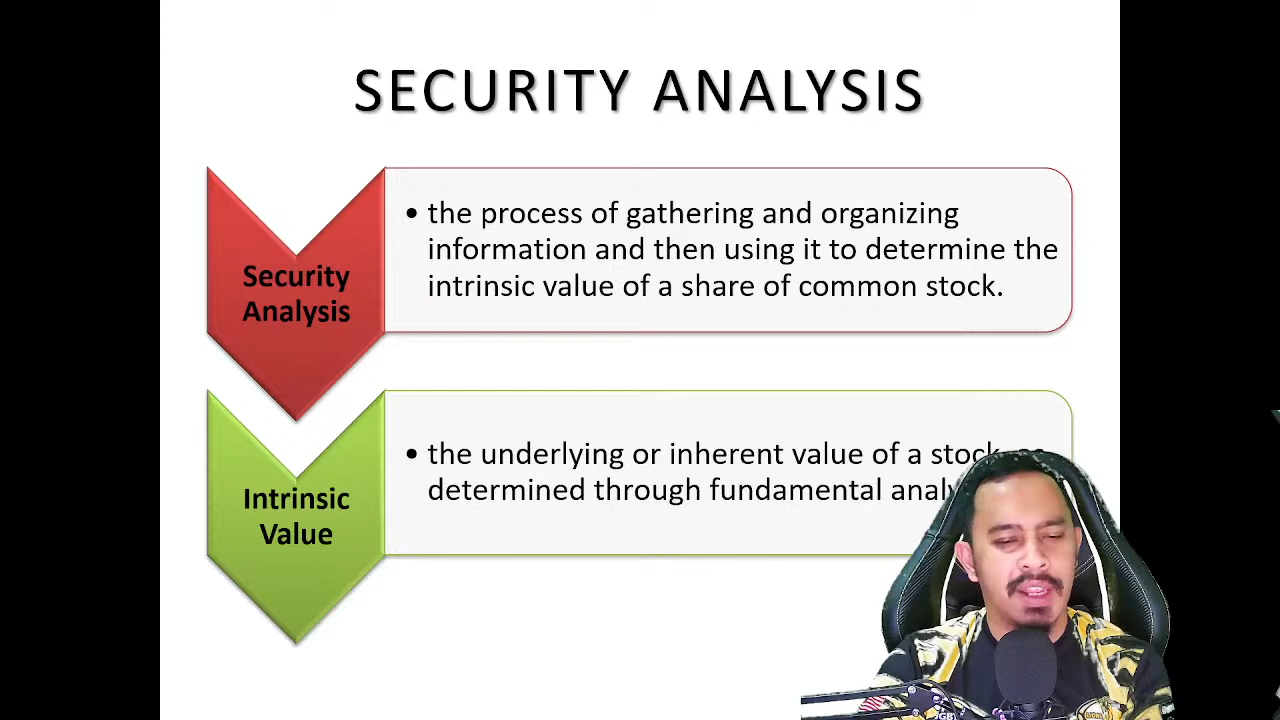 SECURITY ANALYSIS
Security
Analysis
• the process of gathering and organizing
information and then using it to determine the
intrinsic value of a share of common stock.
Intrinsic
Value
• the underlying or inherent value of a stock
determined through fundamental